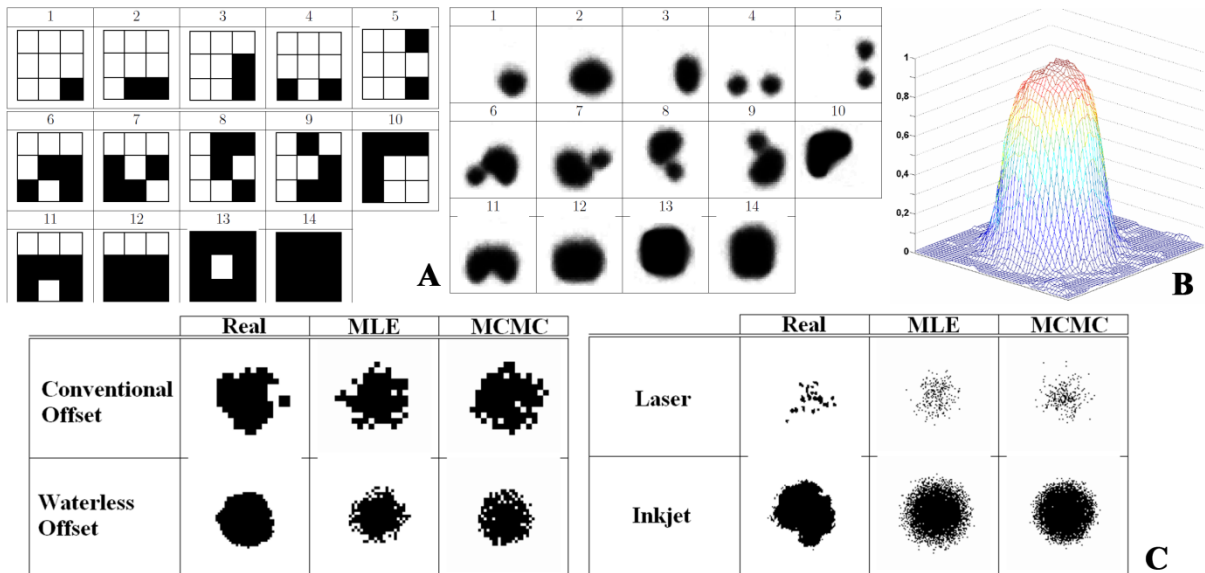 1 2 3 4 5
6 7 8 9 10
11 12 13 14
A
1 2 3 4 5
6 7 8 9 10
11 12 13 14
1
0,8
0,6
0,4
0,2
0
B
Real MLE MCMC
Conventional
Offset
Waterless
Offset
Real MLE MCMC
Laser
Inkjet
C